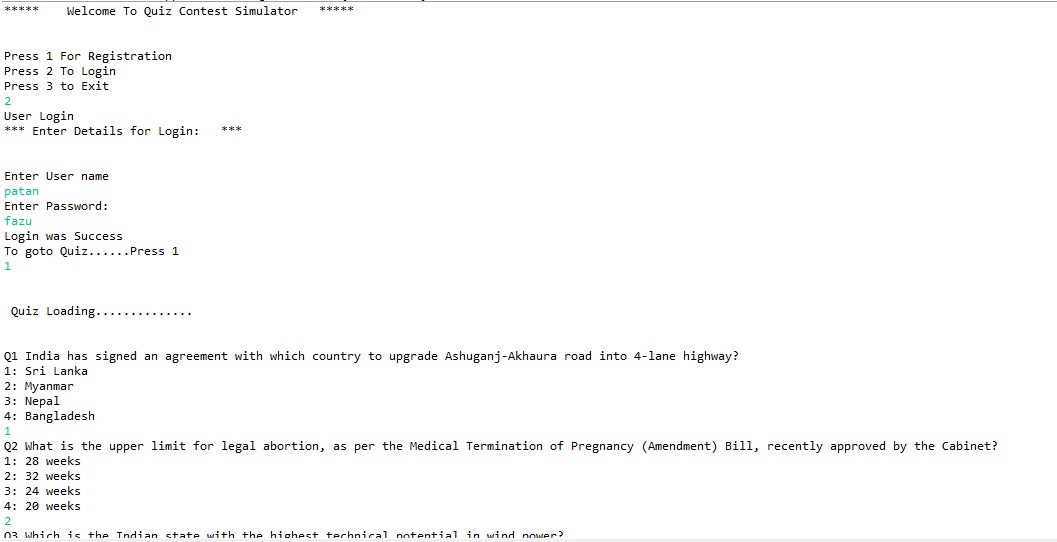 *****    Welcome To Quiz Contest Simulator   *****
Press 1 For Registration
Press 2 To Login
Press 3 to Exit
2
User Login
*** Enter Details for Login:   ***
Enter User name
patan
Enter Password:
fazu
Login was Success
To goto Quiz......Press 1
1
Quiz Loading..............
Q1 India has signed an agreement with which country to upgrade Ashuganj-Akhaura road into 4-lane highway?
1: Sri Lanka
2: Myanmar
3: Nepal
4: Bangladesh
1
Q2 What is the upper limit for legal abortion, as per the Medical Termination of Pregnancy (Amendment) Bill, recently approved by the Cabinet?
1: 28 weeks
2: 32 weeks
3: 24 weeks
4: 20 weeks
2
Q3 Which is the Indian state with the highest technical potential in wind power?